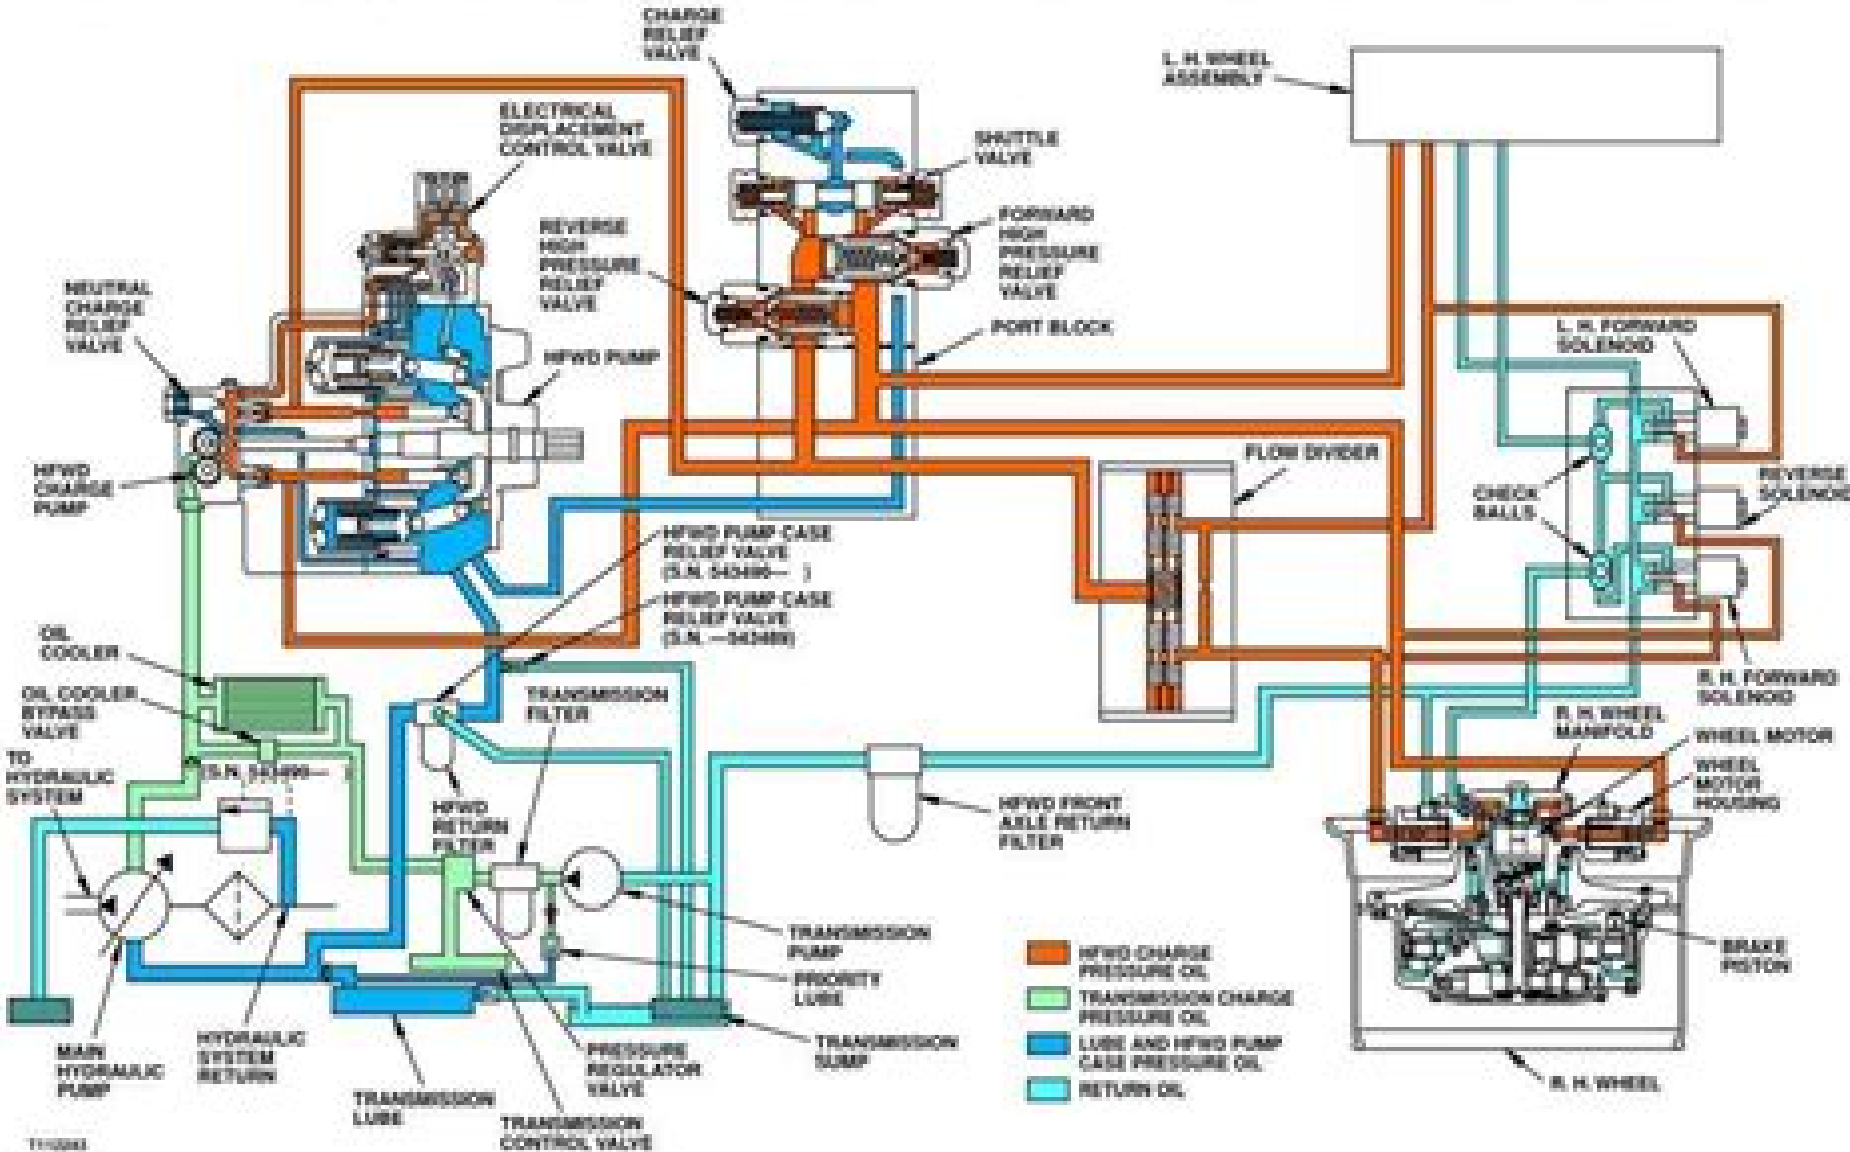 CHARGE
RELIEF
VALVE
L. H. WHEEL
ASSEMBLY
ELECTRICAL
DISPLACEMENT
CONTROL VALVE
SHUTTLE
VALVE
REVERSE
HIGH
PRESSURE
RELIEF
VALVE
FORWARD
HIGH
PRESSURE
RELIEF
VALVE
NEUTRAL
CHARGE
RELIEF
VALVE
PORT BLOCK
L. H. FORWARD
SOLENOID
HFWD PUMP
FLOW DIVIDER
HFWD
CHARGE
PUMP
CHECK
BALLS
REVERSE
SOLENOID
HFWD PUMP CASE
RELIEF VALVE
(S.N. 543490— )
HFWD PUMP CASE
RELIEF VALVE
(S.N. —543489)
OIL
COOLER
OIL COOLER
BYPASS
VALVE
TRANSMISSION
FILTER
R. H. FORWARD
SOLENOID
R. H. WHEEL
MANIFOLD
WHEEL MOTOR
WHEEL
MOTOR
HOUSING
TO
HYDRAULIC
SYSTEM
(S.N. 543490— )
HFWD
RETURN
FILTER
HFWD FRONT
AXLE RETURN
FILTER
TRANSMISSION
PUMP
PRIORITY
LUBE
BRAKE
PISTON
HFWD CHARGE
PRESSURE OIL
TRANSMISSION CHARGE
PRESSURE OIL
LUBE AND HFWD PUMP
CASE PRESSURE OIL
RETURN OIL
MAIN
HYDRAULIC
PUMP
HYDRAULIC
SYSTEM
RETURN
TRANSMISSION
LUBE
PRESSURE
REGULATOR
VALVE
TRANSMISSION
CONTROL VALVE
TRANSMISSION
SUMP
R. H. WHEEL